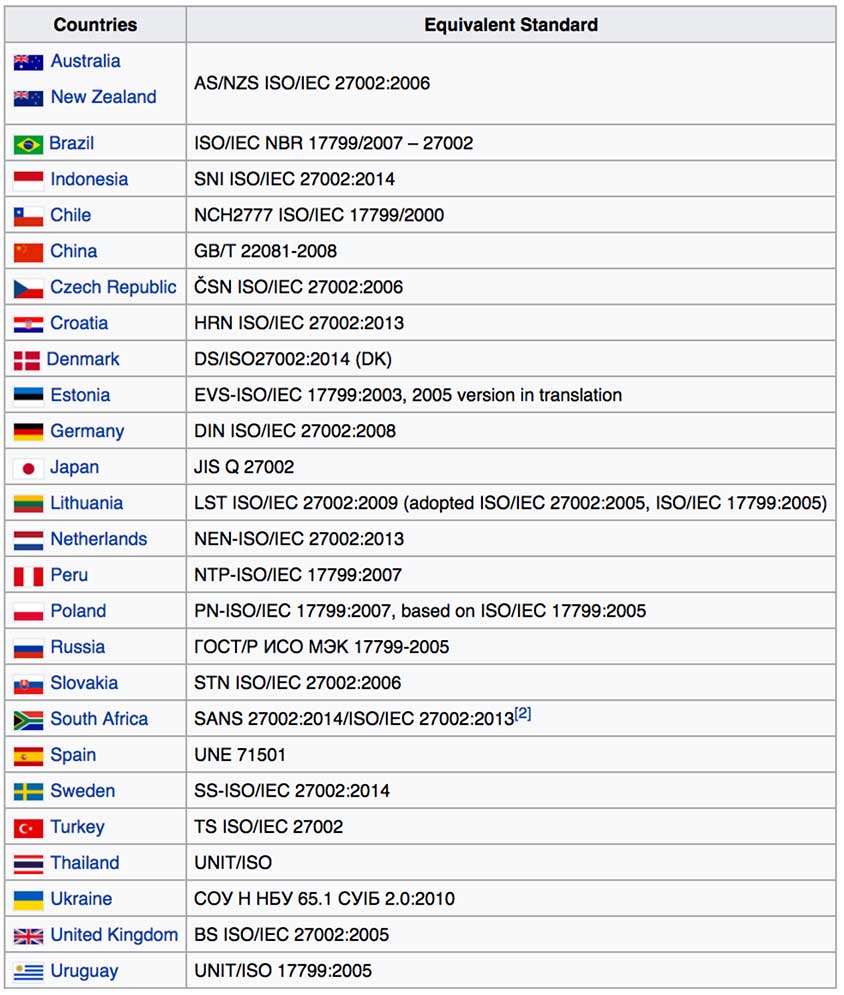 Countries Equivalent Standard
Australia
New Zealand
AS/NZS ISO/IEC 27002:2006
Brazil ISO/IEC NBR 17799/2007 – 27002
Indonesia SNI ISO/IEC 27002:2014
Chile NCH2777 ISO/IEC 17799/2000
China GB/T 22081-2008
Czech Republic ČSN ISO/IEC 27002:2006
Croatia HRN ISO/IEC 27002:2013
Denmark DS/ISO27002:2014 (DK)
Estonia EVS-ISO/IEC 17799:2003, 2005 version in translation
Germany DIN ISO/IEC 27002:2008
Japan JIS Q 27002
Lithuania LST ISO/IEC 27002:2009 (adopted ISO/IEC 27002:2005, ISO/IEC 17799:2005)
Netherlands NEN-ISO/IEC 27002:2013
Peru NTP-ISO/IEC 17799:2007
Poland PN-ISO/IEC 17799:2007, based on ISO/IEC 17799:2005
Russia ГОСТ/Р ИСО МЭК 17799-2005
Slovakia STN ISO/IEC 27002:2006
South Africa SANS 27002:2014/ISO/IEC 27002:2013[2]
Spain UNE 71501
Sweden SS-ISO/IEC 27002:2014
Turkey TS ISO/IEC 27002
Thailand UNIT/ISO
Ukraine СОУ Н НБУ 65.1 СУІБ 2.0:2010
United Kingdom BS ISO/IEC 27002:2005
Uruguay UNIT/ISO 17799:2005